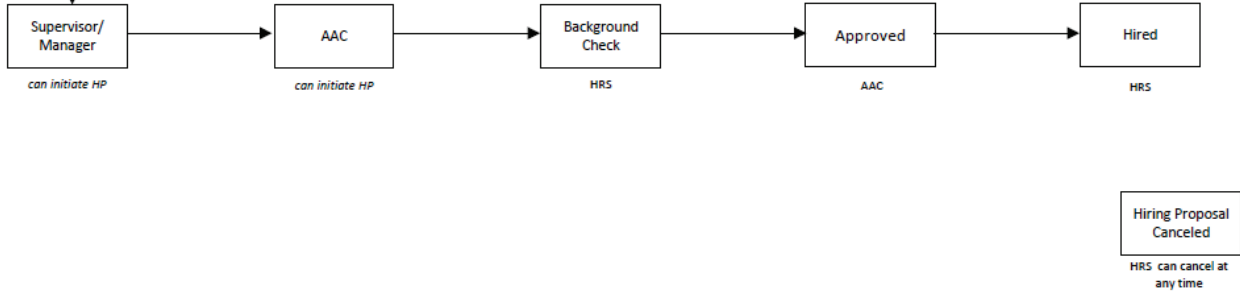 Supervisor/
Manager
can initiate HP
AAC
can initiate HP
Background
Check
HRS
Approved
AAC
Hired
HRS
Hiring Proposal
Canceled
HRS can cancel at
any time